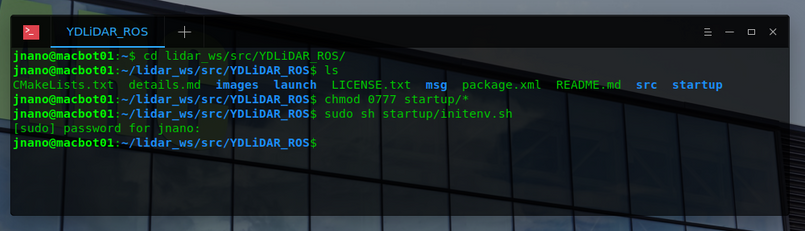 YDLiDAR_ROS
jnano@macbot01:~$ cd lidar_ws/src/YDLiDAR_ROS/
jnano@macbot01:~/lidar_ws/src/YDLiDAR_ROS$ ls
CMakeLists.txt  details.md  images  launch  LICENSE.txt  msg  package.xml  README.md  src  startup
jnano@macbot01:~/lidar_ws/src/YDLiDAR_ROS$ chmod 0777 startup/*
jnano@macbot01:~/lidar_ws/src/YDLiDAR_ROS$ sudo sh startup/initenv.sh
[sudo] password for jnano:
jnano@macbot01:~/lidar_ws/src/YDLiDAR_ROS$